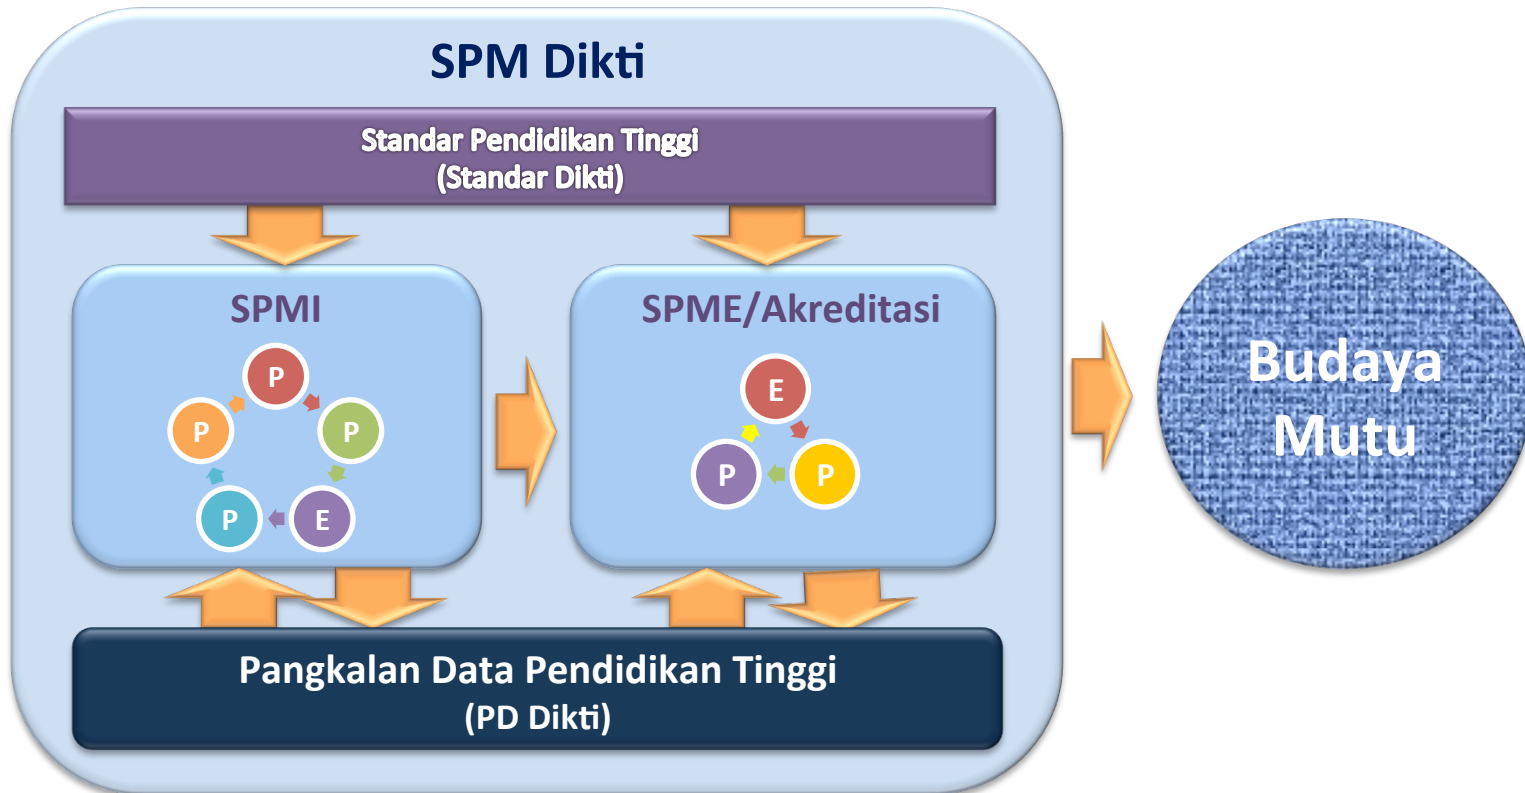 SPM Dikti
Standar Pendidikan Tinggi
(Standar Dikti)
SPMI
P
P
E
P
P
SPME/Akreditasi
E
P
P
Budaya
Mutu
Pangkalan Data Pendidikan Tinggi
(PD Dikti)